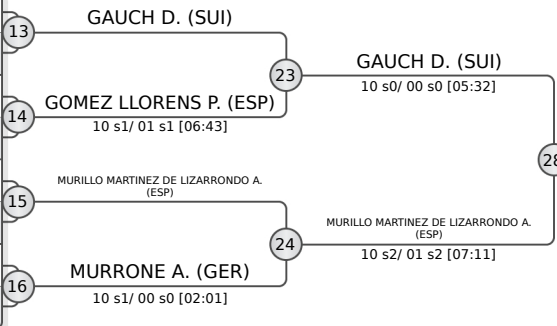 GAUCH D. (SUI)
13
23
GAUCH D. (SUI)
10 s0/ 00 s0 [05:32]
GOMEZ LLORENS P. (ESP)
14
10 s1/ 01 s1 [06:43]
28
MURILLO MARTINEZ DE LIZARRONDO A.
(ESP)
15
24
MURILLO MARTINEZ DE LIZARRONDO A.
(ESP)
10 s2/ 01 s2 [07:11]
MURRONE A. (GER)
16
10 s1/ 00 s0 [02:01]